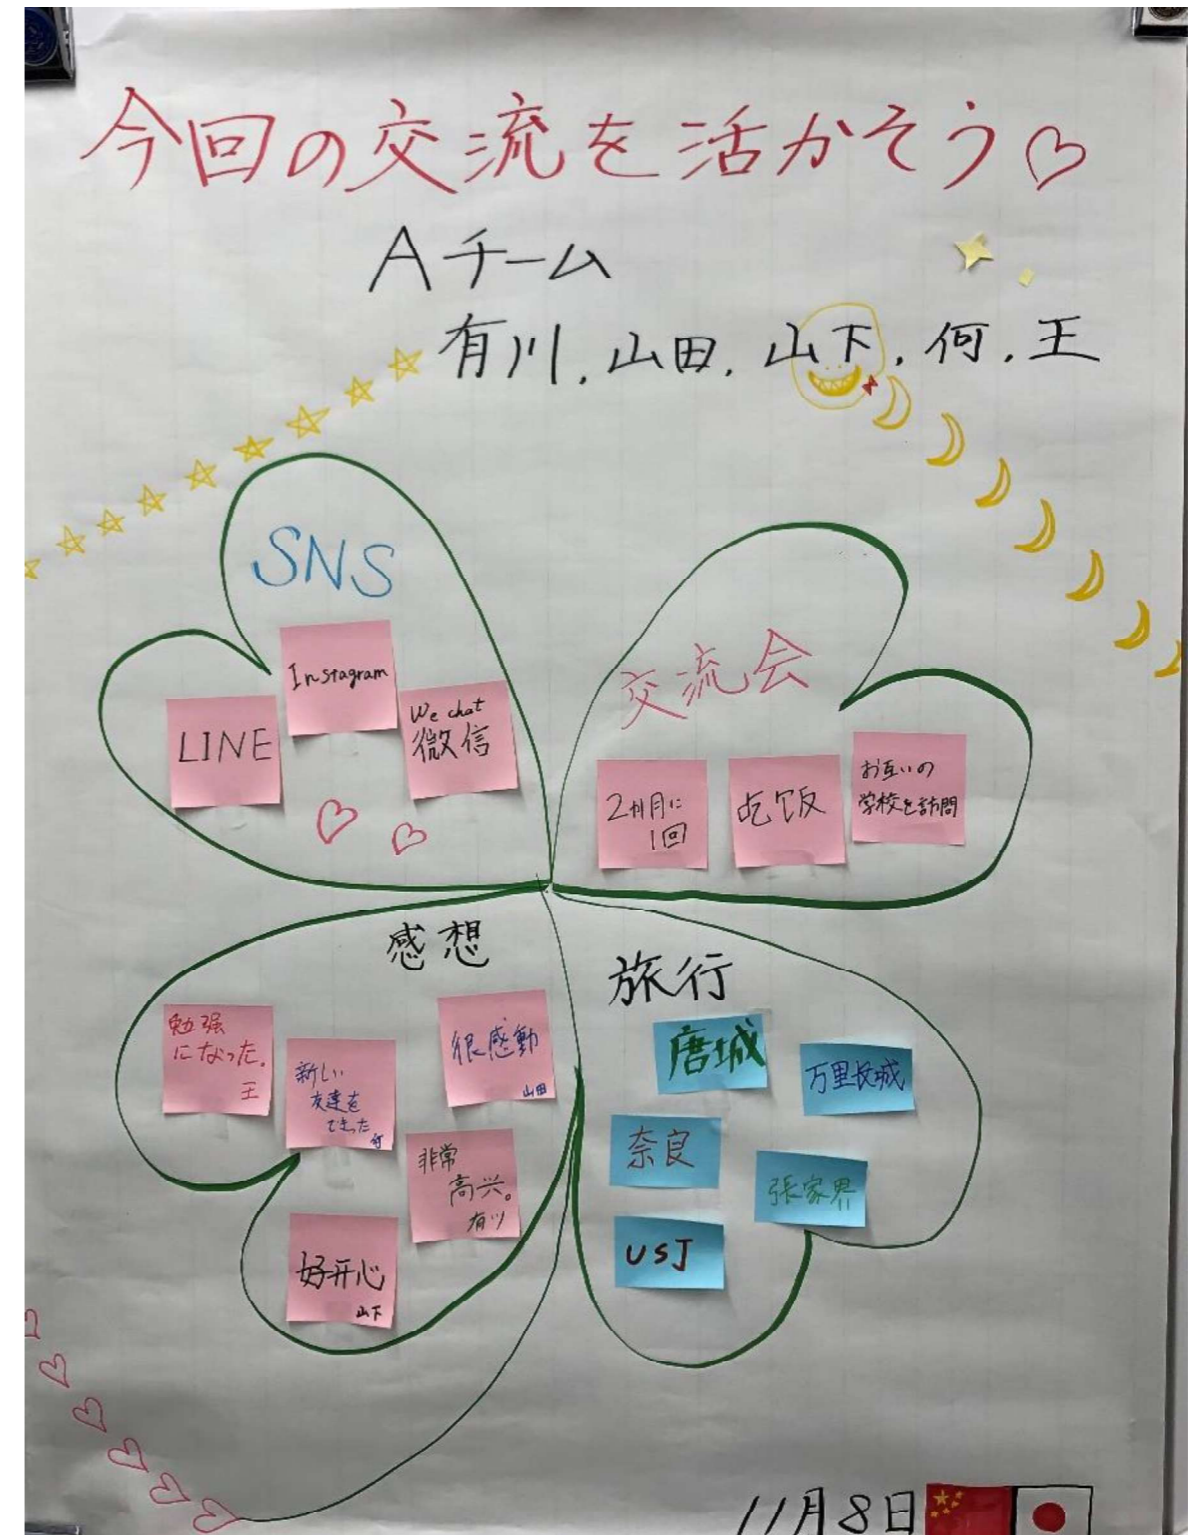 今回の交流を活かそう♡
Aチーム
有川, 山田, 山下, 何, 王
SNS
LINE
Instagram
We chat
微信
交流会
2か月に
1回
吃饭
お互いの
学校を訪問
感想
勉强
になった。
王
新しい
友達を
できった
何
很感動
山田
非常
高兴。
有川
好开心
山下
旅行
唐城
万里长城
奈良
張家界
USJ
11月8日